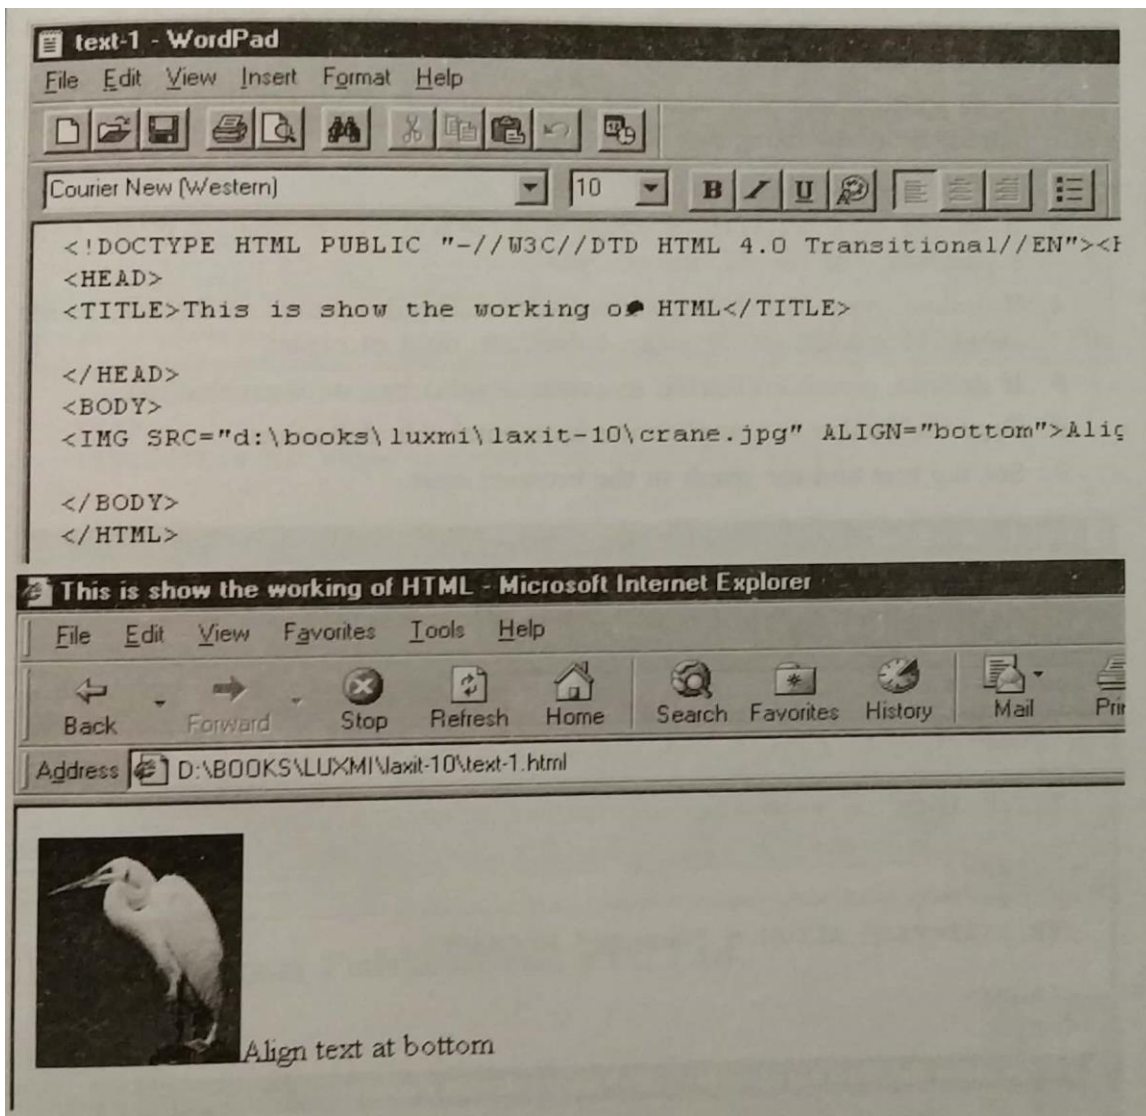 text-1 - WordPad
File Edit View Insert Format Help
Courier New (Western) 10 B I U
<!DOCTYPE HTML PUBLIC "-//W3C//DTD HTML 4.0 Transitional//EN">
<HEAD>
<TITLE>This is show the working of HTML</TITLE>
</HEAD>
<BODY>
<IMG SRC="d:\books\luxmi\laxit-10\crane.jpg" ALIGN="bottom">Alig
</BODY>
</HTML>
This is show the working of HTML - Microsoft Internet Explorer
File Edit View Favorites Tools Help
Back Forward Stop Refresh Home Search Favorites History Mail Prin
Address D:\BOOKS\LUXMI\laxit-10\text-1.html
Align text at bottom